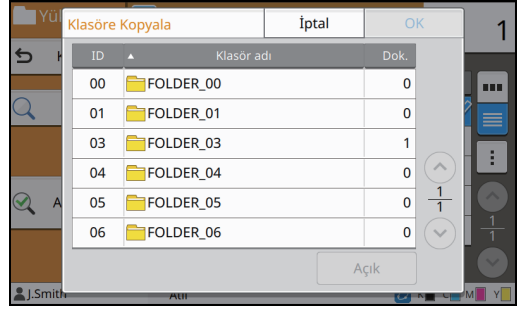 Klasöre Kopyala İptal OK
1
ID Klasör adı Dok.
00 FOLDER_00 0
01 FOLDER_01 0
03 FOLDER_03 1
04 FOLDER_04 0
05 FOLDER_05 0
06 FOLDER_06 0
1
1
1
1
Açık
J.Smith
M Y